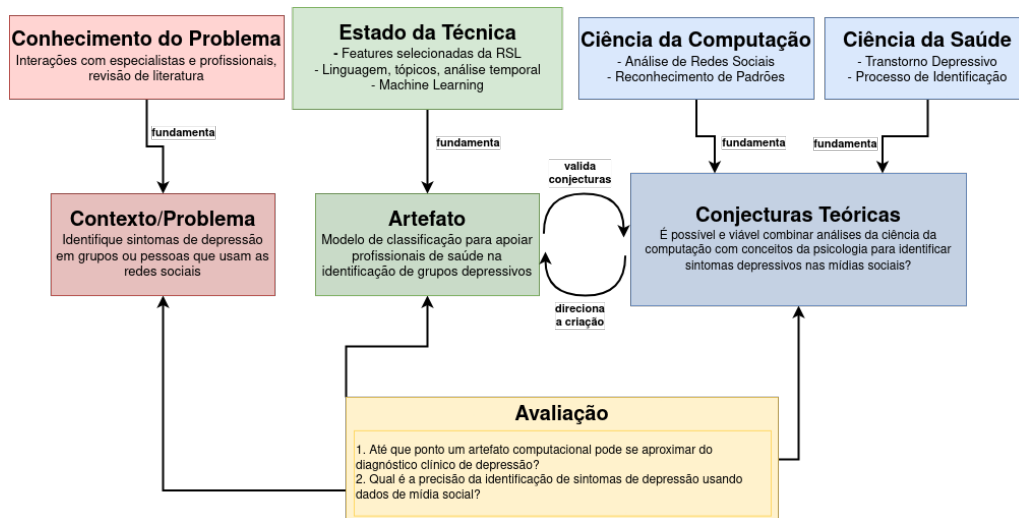 Conhecimento do Problema
Interações com especialistas e profissionais,
revisão de literatura
Estado da Técnica
- Features selecionadas da RSL
- Linguagem, tópicos, análise temporal
- Machine Learning
Ciência da Computação
- Análise de Redes Sociais
- Reconhecimento de Padrões
Ciência da Saúde
- Transtorno Depressivo
- Processo de Identificação
fundamenta
fundamenta
fundamenta
fundamenta
Contexto/Problema
Identifique sintomas de depressão
em grupos ou pessoas que usam as
redes sociais
Artefato
Modelo de classificação para apoiar
profissionais de saúde na
identificação de grupos depressivos
valida
conjecturas
direciona
a criação
Conjecturas Teóricas
É possível e viável combinar análises da ciência da
computação com conceitos da psicologia para identificar
sintomas depressivos nas mídias sociais?
Avaliação
1. Até que ponto um artefato computacional pode se aproximar do
diagnóstico clínico de depressão?
2. Qual é a precisão da identificação de sintomas de depressão usando
dados de mídia social?